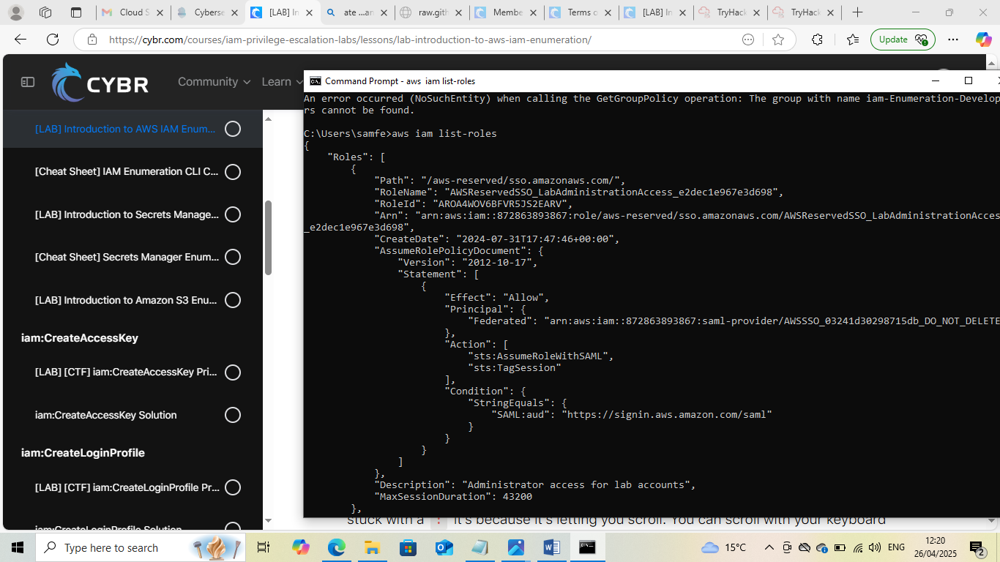 Cloud S
Cyberse
[LAB] In
ate ...an
raw.gith
Membe
Terms o
[LAB] In
TryHac
TryHac
https://cybr.com/courses/iam-privilege-escalation-labs/lessons/lab-introduction-to-aws-iam-enumeration/
Update
CYBR
Community
Learn
[LAB] Introduction to AWS IAM Enum...
[Cheat Sheet] IAM Enumeration CLI C...
[LAB] Introduction to Secrets Manage...
[Cheat Sheet] Secrets Manager Enum...
[LAB] Introduction to Amazon S3 Enu...
iam:CreateAccessKey
[LAB] [CTF] iam:CreateAccessKey Pri...
iam:CreateAccessKey Solution
iam:CreateLoginProfile
[LAB] [CTF] iam:CreateLoginProfile Pr...
iam:CreateLoginProfile Solution
Command Prompt - aws  iam list-roles
An error occurred (NoSuchEntity) when calling the GetGroupPolicy operation: The group with name iam-Enumeration-Develop
rs cannot be found.
C:\Users\samfe>aws iam list-roles
{
"Roles": [
{
"Path": "/aws-reserved/sso.amazonaws.com/",
"RoleName": "AWSReservedSSO_LabAdministrationAccess_e2dec1e967e3d698",
"RoleId": "AROA4WOV6BFVR5JS2EARV",
"Arn": "arn:aws:iam::872863893867:role/aws-reserved/sso.amazonaws.com/AWSReservedSSO_LabAdministrationAcces
_e2dec1e967e3d698",
"CreateDate": "2024-07-31T17:47:46+00:00",
"AssumeRolePolicyDocument": {
"Version": "2012-10-17",
"Statement": [
{
"Effect": "Allow",
"Principal": {
"Federated": "arn:aws:iam::872863893867:saml-provider/AWSSSO_03241d30298715db_DO_NOT_DELETE
},
"Action": [
"sts:AssumeRoleWithSAML",
"sts:TagSession"
],
"Condition": {
"StringEquals": {
"SAML:aud": "https://signin.aws.amazon.com/saml"
}
}
}
]
},
"Description": "Administrator access for lab accounts",
"MaxSessionDuration": 43200
},
stuck with a : it's because it's letting you scroll. You can scroll with your keyboard
Type here to search
15°C
ENG
12:20
26/04/2025
2